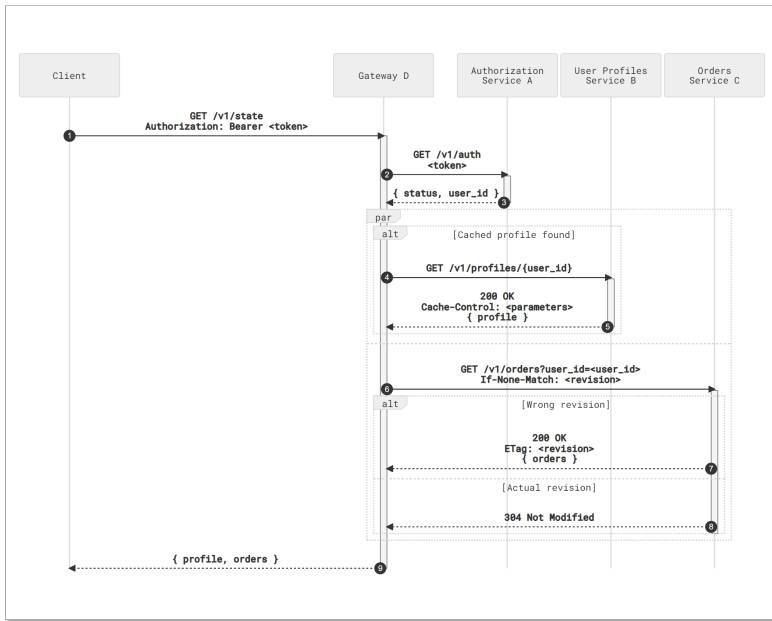 Client
Gateway D
Authorization
Service A
User Profiles
Service B
Orders
Service C
GET /v1/state
Authorization: Bearer <token>
1
GET /v1/auth
<token>
2
{ status, user_id }
3
par
alt
[Cached profile found]
GET /v1/profiles/{user_id}
4
200 OK
Cache-Control: <parameters>
{ profile }
5
GET /v1/orders?user_id=<user_id>
If-None-Match: <revision>
6
alt
[Wrong revision]
200 OK
ETag: <revision>
{ orders }
7
[Actual revision]
304 Not Modified
8
{ profile, orders }
9